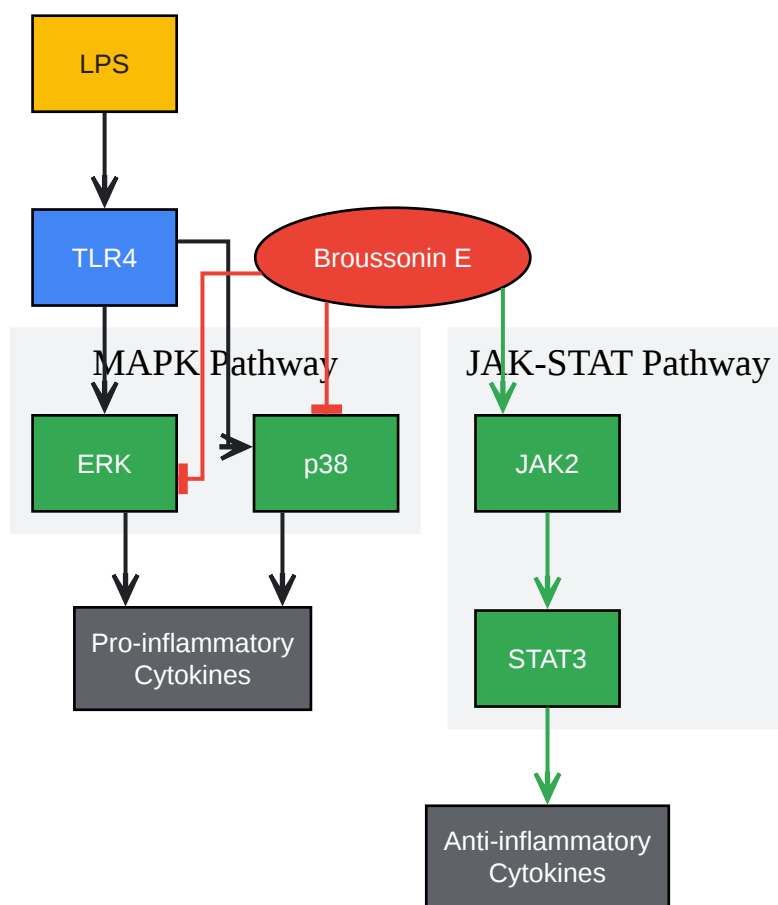 LPS
TLR4
Broussonin E
MAPK Pathway
JAK-STAT Pathway
ERK
p38
JAK2
Pro-inflammatory
Cytokines
STAT3
Anti-inflammatory
Cytokines